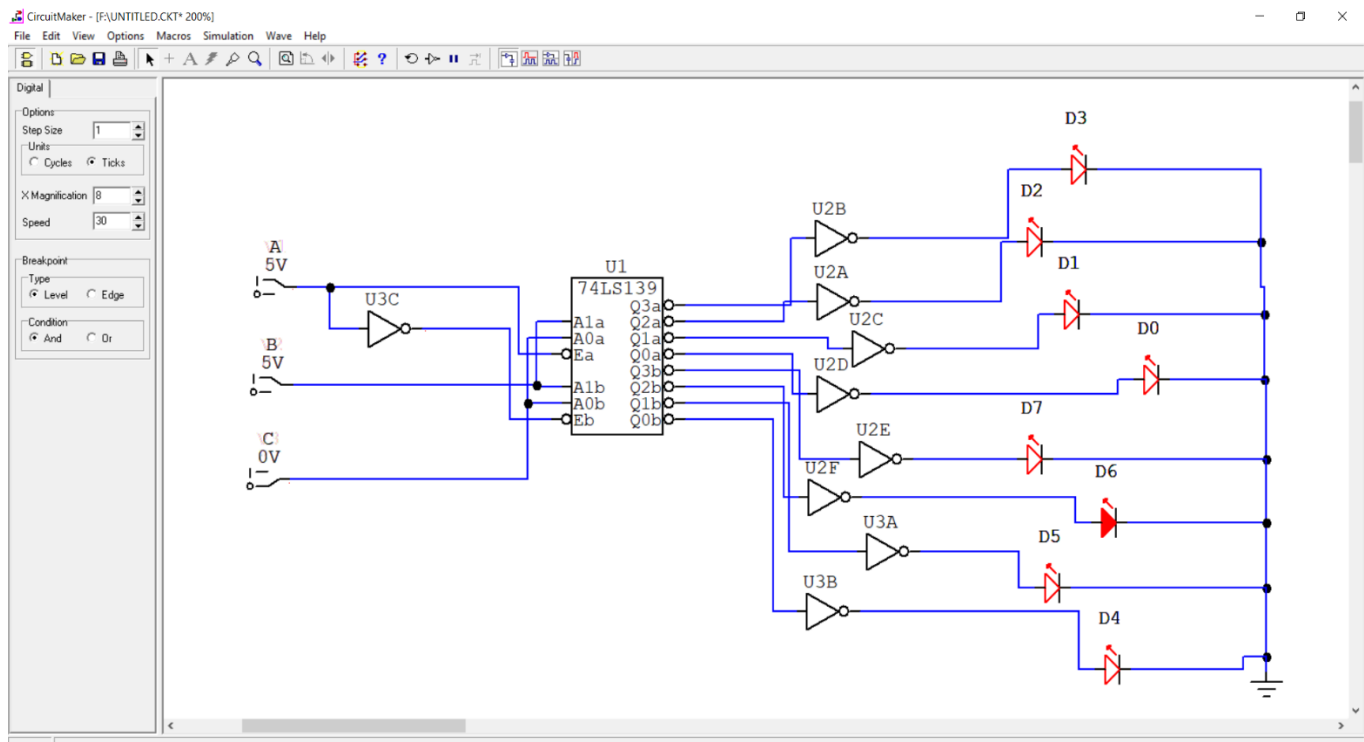 CircuitMaker - [F:\UNTITLED.CKT* 200%]
File Edit View Options Macros Simulation Wave Help
Digital
Options
Step Size 1
Units
Cycles Ticks
X Magnification 8
Speed 30
Breakpoint
Type
Level Edge
Condition
And Or
A
5V
U3C
B
5V
C
0V
U1
74LS139
A1a
A0a
Ea
A1b
A0b
Eb
Q3a
Q2a
Q1a
Q0a
Q3b
Q2b
Q1b
Q0b
U2B
U2A
U2C
U2D
U2E
U2F
U3A
U3B
D3
D2
D1
D0
D7
D6
D5
D4